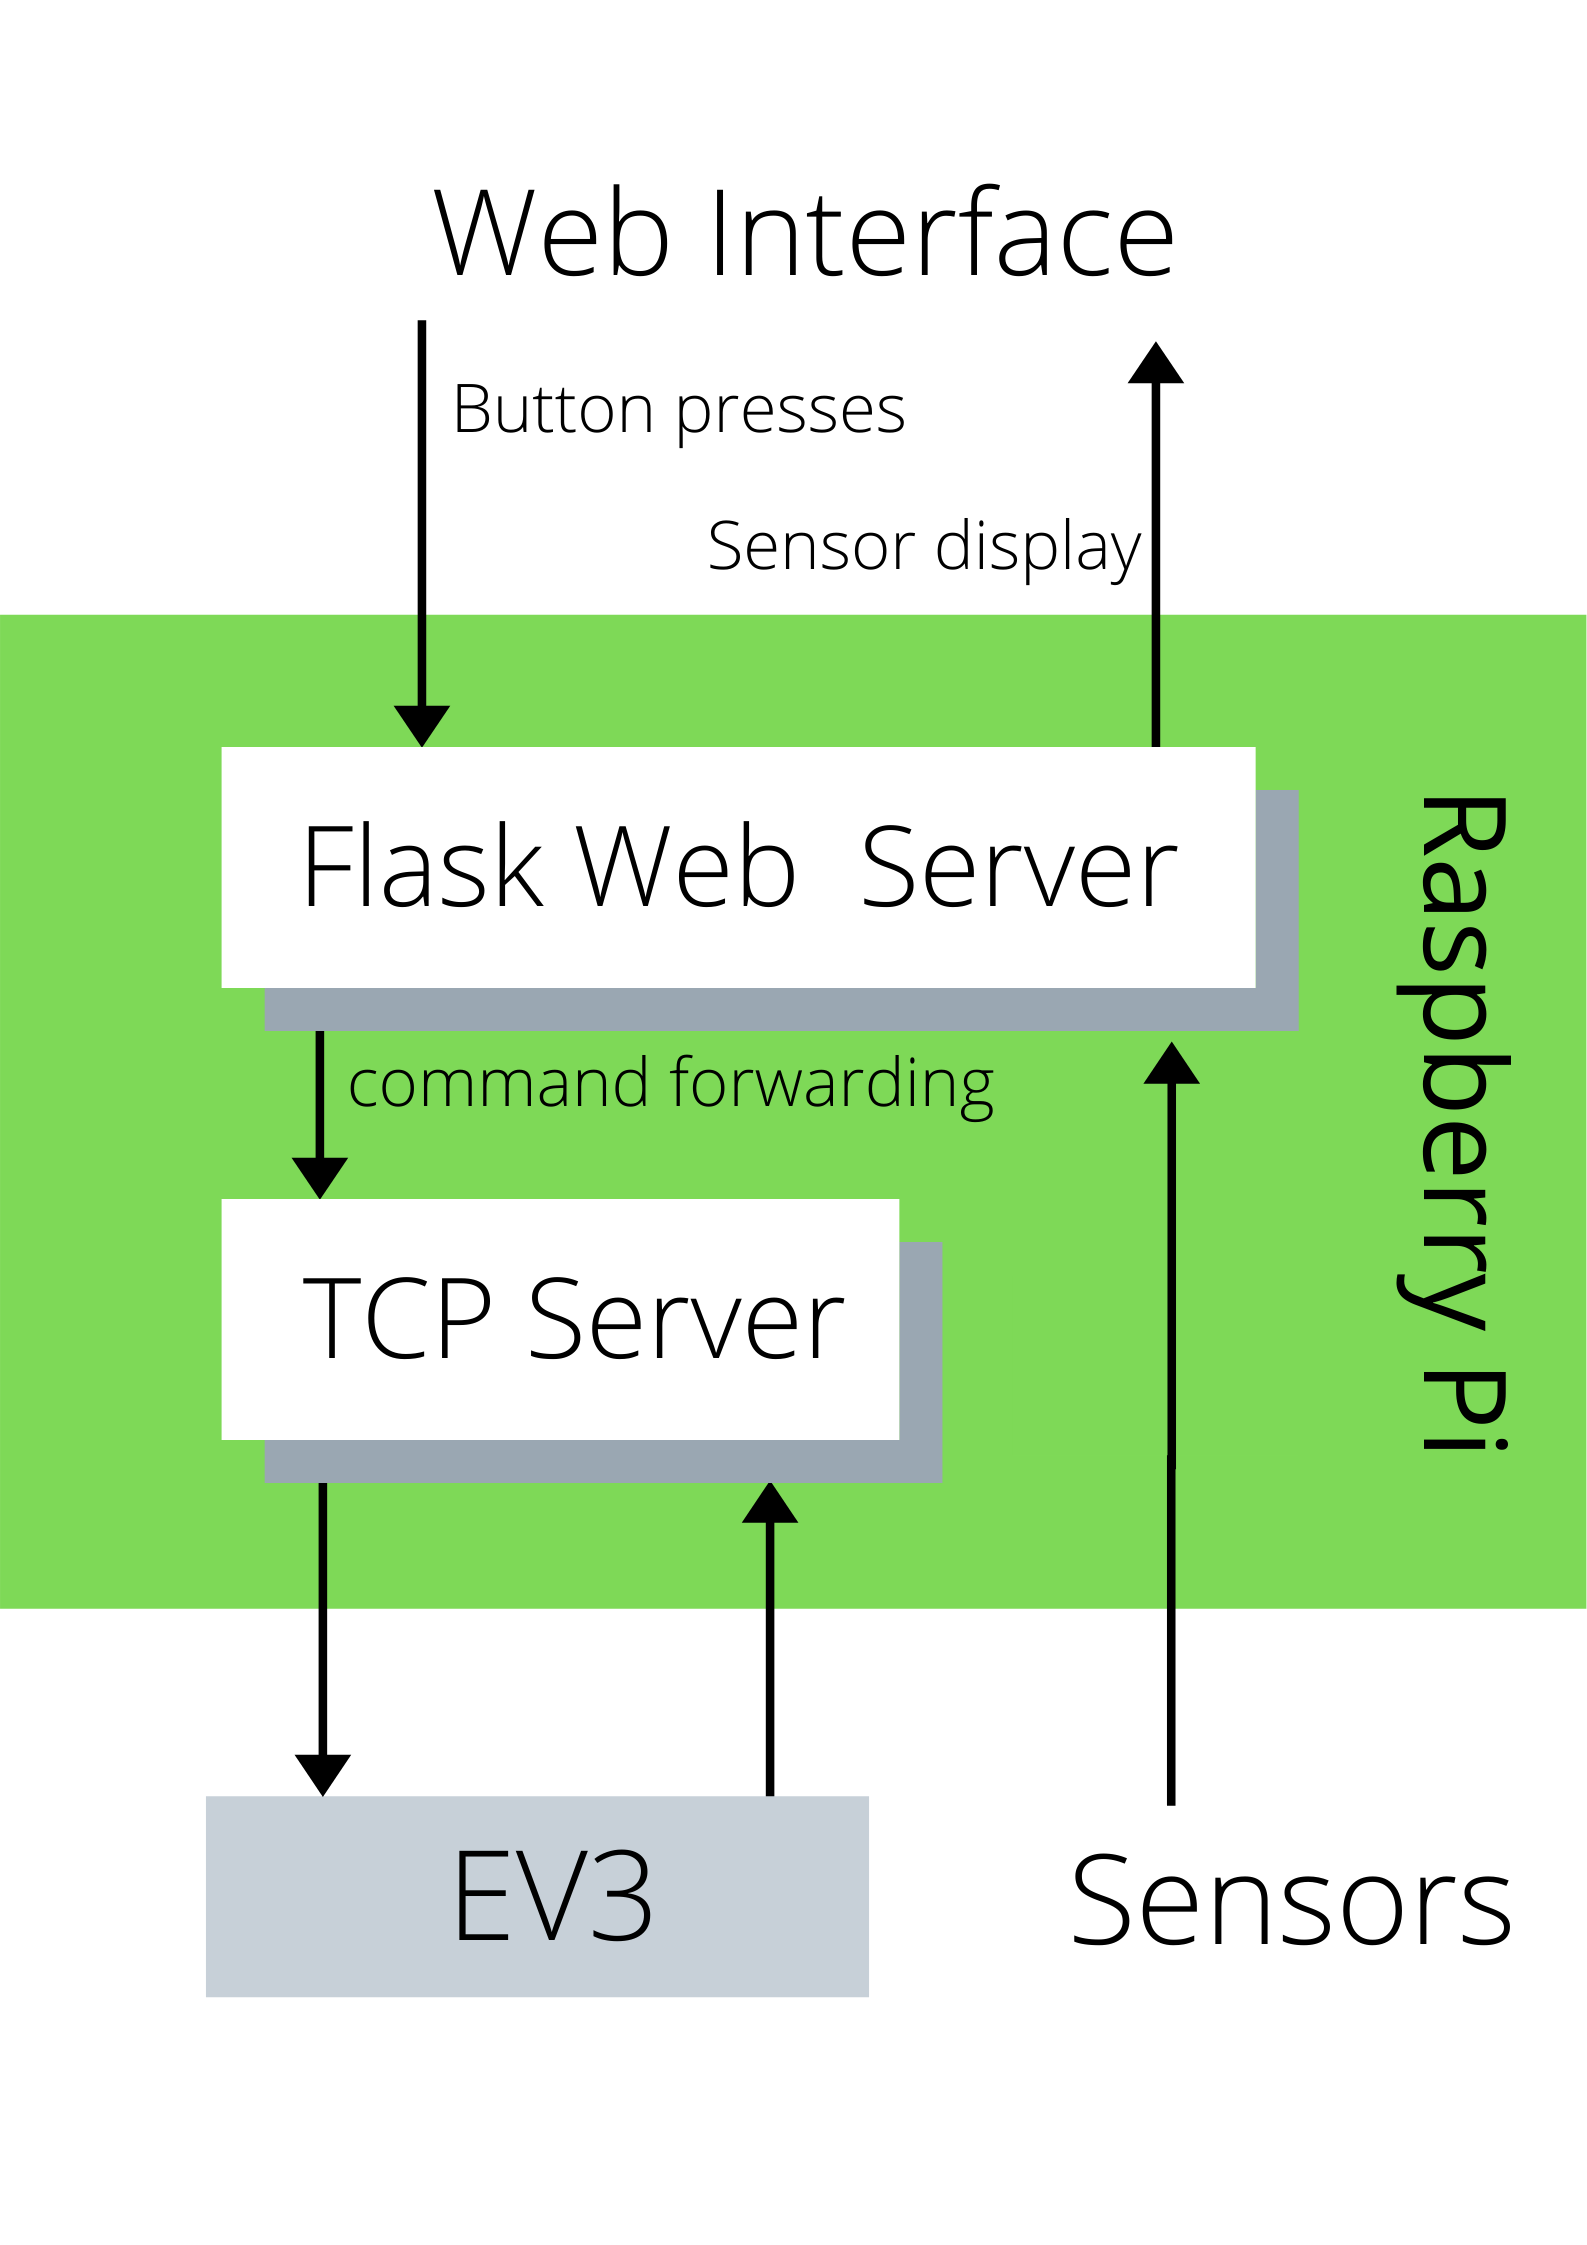 Web Interface
Button presses
Sensor display
Flask Web  Server
command forwarding
TCP Server
Raspberry Pi
EV3
Sensors